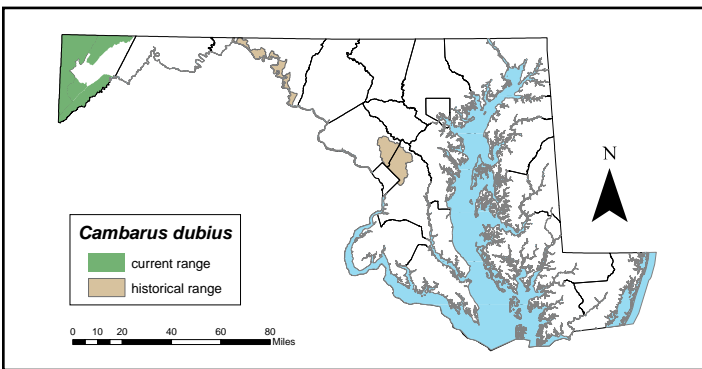 N
Cambarus dubius
current range
historical range
0 10 20 40 60 80
Miles